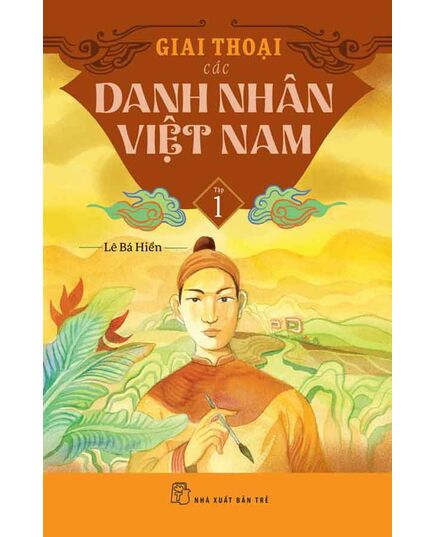 GIAI THOẠI
các
DANH NHÂN
VIỆT NAM
Tập
1
Lê Bá Hiển
NHÀ XUẤT BẢN TRẺ